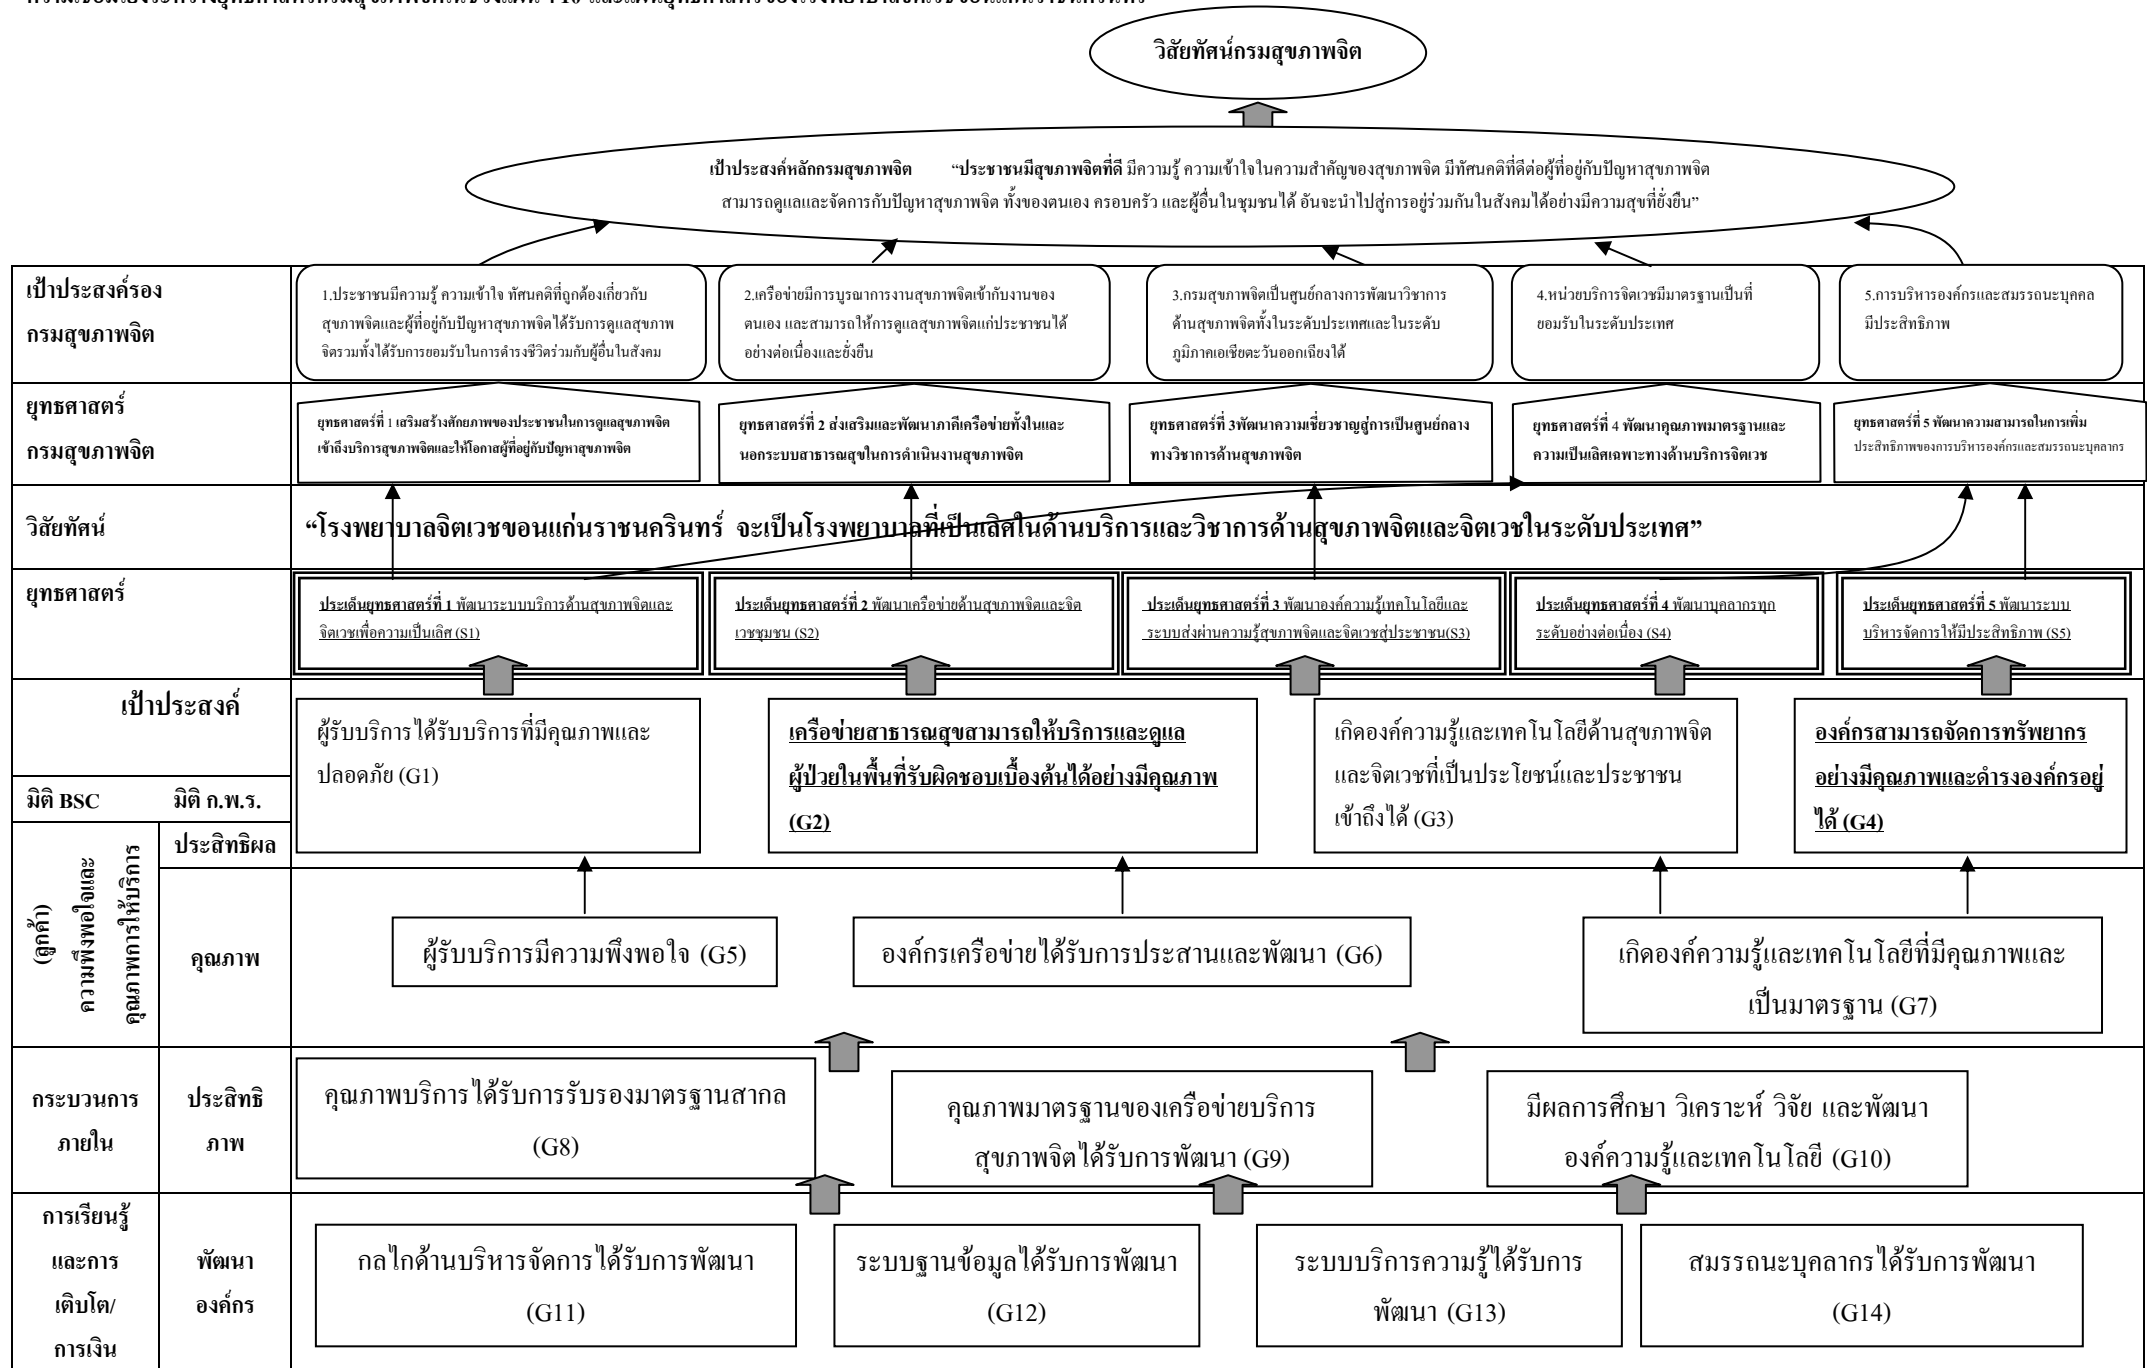 วิสัยทัศน์กรมสุขภาพจิต
เป้าประสงค์หลักกรมสุขภาพจิต “ประชาชนมีสุขภาพจิตที่ดี มีความรู้ ความเข้าใจในความสำคัญของสุขภาพจิต มีทัศนคติที่ดีต่อผู้ที่อยู่กับปัญหาสุขภาพจิต
สามารถดูแลและจัดการกับปัญหาสุขภาพจิต ทั้งของตนเอง ครอบครัว และผู้อื่นในชุมชนได้ อันจะนำไปสู่การอยู่ร่วมกันในสังคมได้อย่างมีความสุขที่ยั่งยืน”
เป้าประสงค์รอง
กรมสุขภาพจิต
1.ประชาชนมีความรู้ ความเข้าใจ ทัศนคติที่ถูกต้องเกี่ยวกับ
สุขภาพจิตและผู้ที่อยู่กับปัญหาสุขภาพจิตได้รับการดูแลสุขภาพ
จิตรวมทั้งได้รับการยอมรับในการดำรงชีวิตร่วมกับผู้อื่นในสังคม
2.เครือข่ายมีการบูรณาการงานสุขภาพจิตเข้ากับงานของ
ตนเอง และสามารถให้การดูแลสุขภาพจิตแก่ประชาชนได้
อย่างต่อเนื่องและยั่งยืน
3.กรมสุขภาพจิตเป็นศูนย์กลางการพัฒนาวิชาการ
ด้านสุขภาพจิตทั้งในระดับประเทศและในระดับ
ภูมิภาคเอเชียตะวันออกเฉียงใต้
4.หน่วยบริการจิตเวชมีมาตรฐานเป็นที่
ยอมรับในระดับประเทศ
5.การบริหารองค์กรและสมรรถนะบุคคล
มีประสิทธิภาพ
ยุทธศาสตร์
กรมสุขภาพจิต
ยุทธศาสตร์ที่ 1 เสริมสร้างศักยภาพของประชาชนในการดูแลสุขภาพจิต
เข้าถึงบริการสุขภาพจิตและให้โอกาสผู้ที่อยู่กับปัญหาสุขภาพจิต
ยุทธศาสตร์ที่ 2 ส่งเสริมและพัฒนาภาคีเครือข่ายทั้งในและ
นอกระบบสาธารณสุขในการดำเนินงานสุขภาพจิต
ยุทธศาสตร์ที่ 3พัฒนาความเชี่ยวชาญสู่การเป็นศูนย์กลาง
ทางวิชาการด้านสุขภาพจิต
ยุทธศาสตร์ที่ 4 พัฒนาคุณภาพมาตรฐานและ
ความเป็นเลิศเฉพาะทางด้านบริการจิตเวช
ยุทธศาสตร์ที่ 5 พัฒนาความสามารถในการเพิ่ม
ประสิทธิภาพของการบริหารองค์กรและสมรรถนะบุคลากร
วิสัยทัศน์
“โรงพยาบาลจิตเวชขอนแก่นราชนครินทร์ จะเป็นโรงพยาบาลที่เป็นเลิศในด้านบริการและวิชาการด้านสุขภาพจิตและจิตเวชในระดับประเทศ”
ยุทธศาสตร์
ประเด็นยุทธศาสตร์ที่ 1 พัฒนาระบบบริการด้านสุขภาพจิตและ
จิตเวชเพื่อความเป็นเลิศ (S1)
ประเด็นยุทธศาสตร์ที่ 2 พัฒนาเครือข่ายด้านสุขภาพจิตและจิต
เวชชุมชน (S2)
ประเด็นยุทธศาสตร์ที่ 3 พัฒนาองค์ความรู้เทคโนโลยีและ
ระบบส่งผ่านความรู้สุขภาพจิตและจิตเวชสู่ประชาชน(S3)
ประเด็นยุทธศาสตร์ที่ 4 พัฒนาบุคลากรทุก
ระดับอย่างต่อเนื่อง (S4)
ประเด็นยุทธศาสตร์ที่ 5 พัฒนาระบบ
บริหารจัดการให้มีประสิทธิภาพ (S5)
เป้าประสงค์
ผู้รับบริการได้รับบริการที่มีคุณภาพและ
ปลอดภัย (G1)
เครือข่ายสาธารณสุขสามารถให้บริการและดูแล
ผู้ป่วยในพื้นที่รับผิดชอบเบื้องต้นได้อย่างมีคุณภาพ
(G2)
เกิดองค์ความรู้และเทคโนโลยีด้านสุขภาพจิต
และจิตเวชที่เป็นประโยชน์และประชาชน
เข้าถึงได้ (G3)
องค์กรสามารถจัดการทรัพยากร
อย่างมีคุณภาพและดำรงองค์กรอยู่
ได้ (G4)
มิติ BSC มิติ ก.พ.ร.
(ลูกค้า)
ความพึงพอใจและ
คุณภาพการให้บริการ
ประสิทธิผล
คุณภาพ
ผู้รับบริการมีความพึงพอใจ (G5)
องค์กรเครือข่ายได้รับการประสานและพัฒนา (G6)
เกิดองค์ความรู้และเทคโนโลยีที่มีคุณภาพและ
เป็นมาตรฐาน (G7)
กระบวนการ
ภายใน
ประสิทธิ
ภาพ
คุณภาพบริการได้รับการรับรองมาตรฐานสากล
(G8)
คุณภาพมาตรฐานของเครือข่ายบริการ
สุขภาพจิตได้รับการพัฒนา (G9)
มีผลการศึกษา วิเคราะห์ วิจัย และพัฒนา
องค์ความรู้และเทคโนโลยี (G10)
การเรียนรู้
และการ
เติบโต/
การเงิน
พัฒนา
องค์กร
กลไกด้านบริหารจัดการได้รับการพัฒนา
(G11)
ระบบฐานข้อมูลได้รับการพัฒนา
(G12)
ระบบบริการความรู้ได้รับการ
พัฒนา (G13)
สมรรถนะบุคลากรได้รับการพัฒนา
(G14)